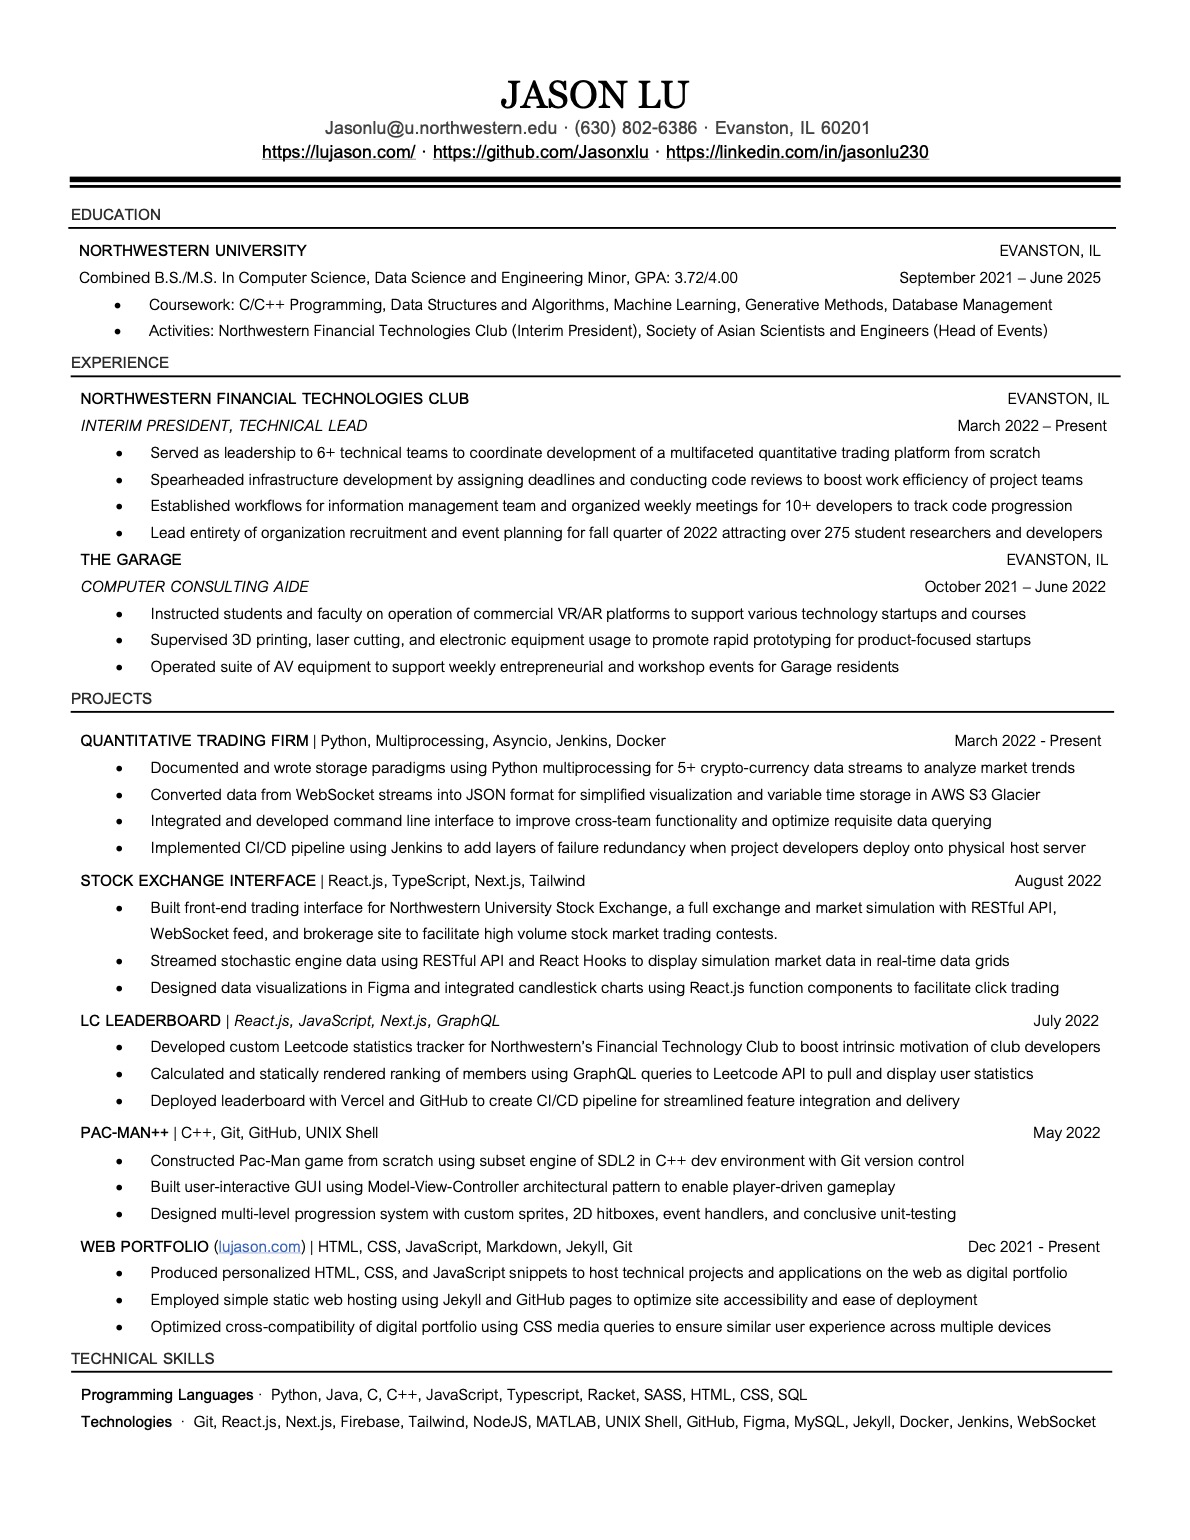 JASON LU
Jasonlu@u.northwestern.edu · (630) 802-6386 · Evanston, IL 60201
https://lujason.com/ · https://github.com/Jasonxlu · https://linkedin.com/in/jasonlu230
EDUCATION
NORTHWESTERN UNIVERSITY EVANSTON, IL
Combined B.S./M.S. In Computer Science, Data Science and Engineering Minor, GPA: 3.72/4.00 September 2021 – June 2025
• Coursework: C/C++ Programming, Data Structures and Algorithms, Machine Learning, Generative Methods, Database Management
• Activities: Northwestern Financial Technologies Club (Interim President), Society of Asian Scientists and Engineers (Head of Events)
EXPERIENCE
NORTHWESTERN FINANCIAL TECHNOLOGIES CLUB EVANSTON, IL
INTERIM PRESIDENT, TECHNICAL LEAD March 2022 – Present
• Served as leadership to 6+ technical teams to coordinate development of a multifaceted quantitative trading platform from scratch
• Spearheaded infrastructure development by assigning deadlines and conducting code reviews to boost work efficiency of project teams
• Established workflows for information management team and organized weekly meetings for 10+ developers to track code progression
• Lead entirety of organization recruitment and event planning for fall quarter of 2022 attracting over 275 student researchers and developers
THE GARAGE EVANSTON, IL
COMPUTER CONSULTING AIDE October 2021 – June 2022
• Instructed students and faculty on operation of commercial VR/AR platforms to support various technology startups and courses
• Supervised 3D printing, laser cutting, and electronic equipment usage to promote rapid prototyping for product-focused startups
• Operated suite of AV equipment to support weekly entrepreneurial and workshop events for Garage residents
PROJECTS
QUANTITATIVE TRADING FIRM | Python, Multiprocessing, Asyncio, Jenkins, Docker March 2022 - Present
• Documented and wrote storage paradigms using Python multiprocessing for 5+ crypto-currency data streams to analyze market trends
• Converted data from WebSocket streams into JSON format for simplified visualization and variable time storage in AWS S3 Glacier
• Integrated and developed command line interface to improve cross-team functionality and optimize requisite data querying
• Implemented CI/CD pipeline using Jenkins to add layers of failure redundancy when project developers deploy onto physical host server
STOCK EXCHANGE INTERFACE | React.js, TypeScript, Next.js, Tailwind August 2022
• Built front-end trading interface for Northwestern University Stock Exchange, a full exchange and market simulation with RESTful API,
WebSocket feed, and brokerage site to facilitate high volume stock market trading contests.
• Streamed stochastic engine data using RESTful API and React Hooks to display simulation market data in real-time data grids
• Designed data visualizations in Figma and integrated candlestick charts using React.js function components to facilitate click trading
LC LEADERBOARD | React.js, JavaScript, Next.js, GraphQL July 2022
• Developed custom Leetcode statistics tracker for Northwestern’s Financial Technology Club to boost intrinsic motivation of club developers
• Calculated and statically rendered ranking of members using GraphQL queries to Leetcode API to pull and display user statistics
• Deployed leaderboard with Vercel and GitHub to create CI/CD pipeline for streamlined feature integration and delivery
PAC-MAN++ | C++, Git, GitHub, UNIX Shell May 2022
• Constructed Pac-Man game from scratch using subset engine of SDL2 in C++ dev environment with Git version control
• Built user-interactive GUI using Model-View-Controller architectural pattern to enable player-driven gameplay
• Designed multi-level progression system with custom sprites, 2D hitboxes, event handlers, and conclusive unit-testing
WEB PORTFOLIO (lujason.com) | HTML, CSS, JavaScript, Markdown, Jekyll, Git Dec 2021 - Present
• Produced personalized HTML, CSS, and JavaScript snippets to host technical projects and applications on the web as digital portfolio
• Employed simple static web hosting using Jekyll and GitHub pages to optimize site accessibility and ease of deployment
• Optimized cross-compatibility of digital portfolio using CSS media queries to ensure similar user experience across multiple devices
TECHNICAL SKILLS
Programming Languages · Python, Java, C, C++, JavaScript, Typescript, Racket, SASS, HTML, CSS, SQL
Technologies · Git, React.js, Next.js, Firebase, Tailwind, NodeJS, MATLAB, UNIX Shell, GitHub, Figma, MySQL, Jekyll, Docker, Jenkins, WebSocket